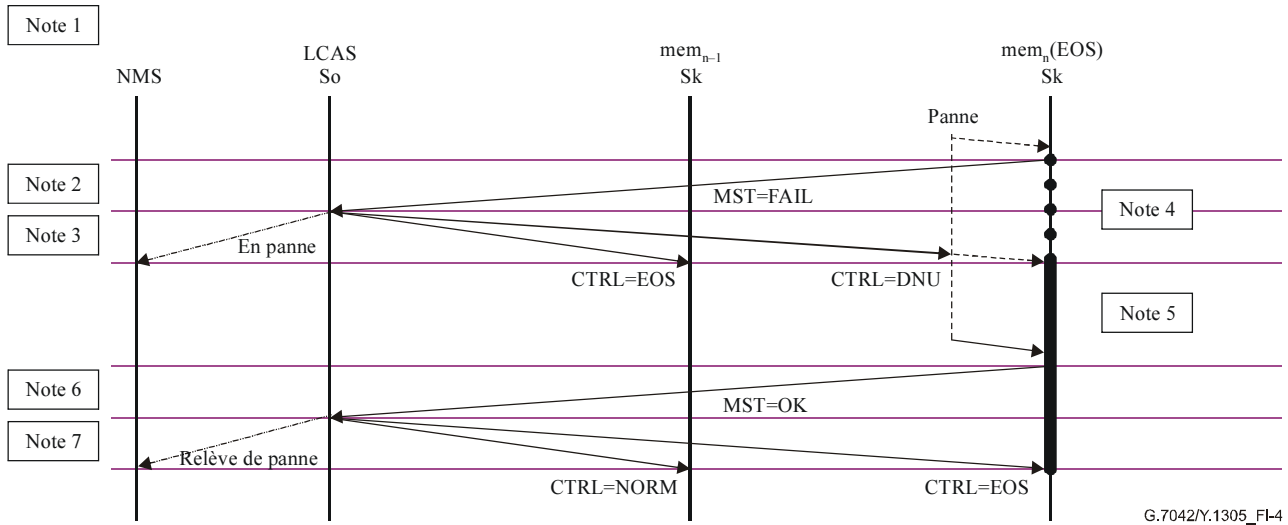 Note 1
NMS
LCAS
So
memₙ₋₁
Sk
memₙ(EOS)
Sk
Panne
Note 2
MST=FAIL
Note 4
Note 3
En panne
CTRL=EOS
CTRL=DNU
Note 5
Note 6
MST=OK
Note 7
Relève de panne
CTRL=NORM
CTRL=EOS
G.7042/Y.1305_FI-4